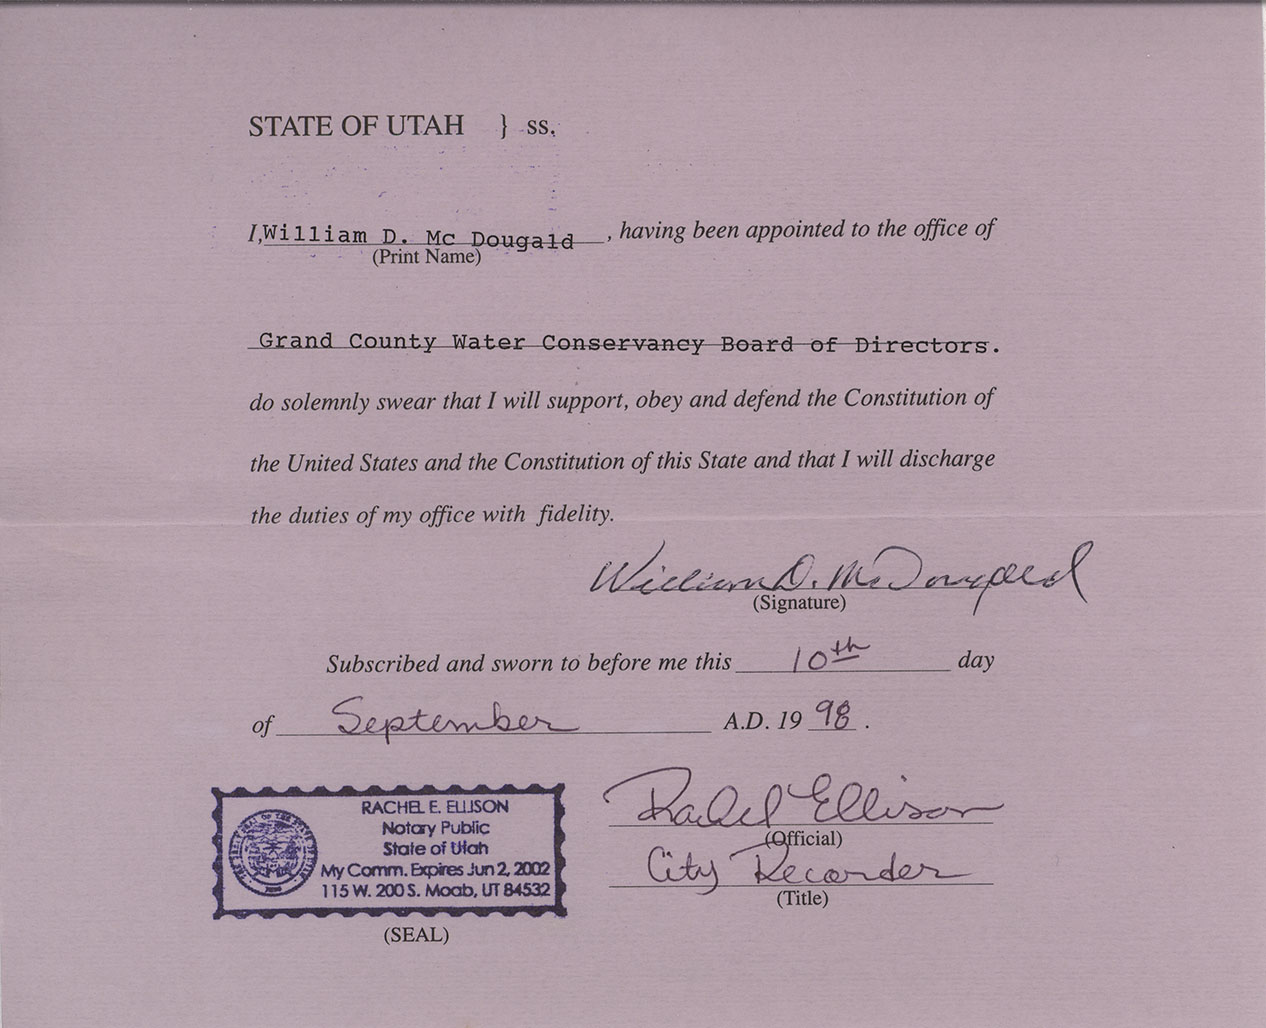 STATE OF UTAH } ss,
I, William D. Mc Dougald, having been appointed to the office of
(Print Name)
Grand County Water Conservancy Board of Directors.
do solemnly swear that I will support, obey and defend the Constitution of
the United States and the Constitution of this State and that I will discharge
the duties of my office with fidelity.
William D. McDougald
(Signature)
Subscribed and sworn to before me this 10th day
of September A.D. 19 98 .
RACHEL E. ELLISON
Notary Public
State of Utah
My Comm. Expires Jun 2, 2002
115 W. 200 S. Moab, UT 84532
(SEAL)
Rachel Ellison
(Official)
City Recorder
(Title)